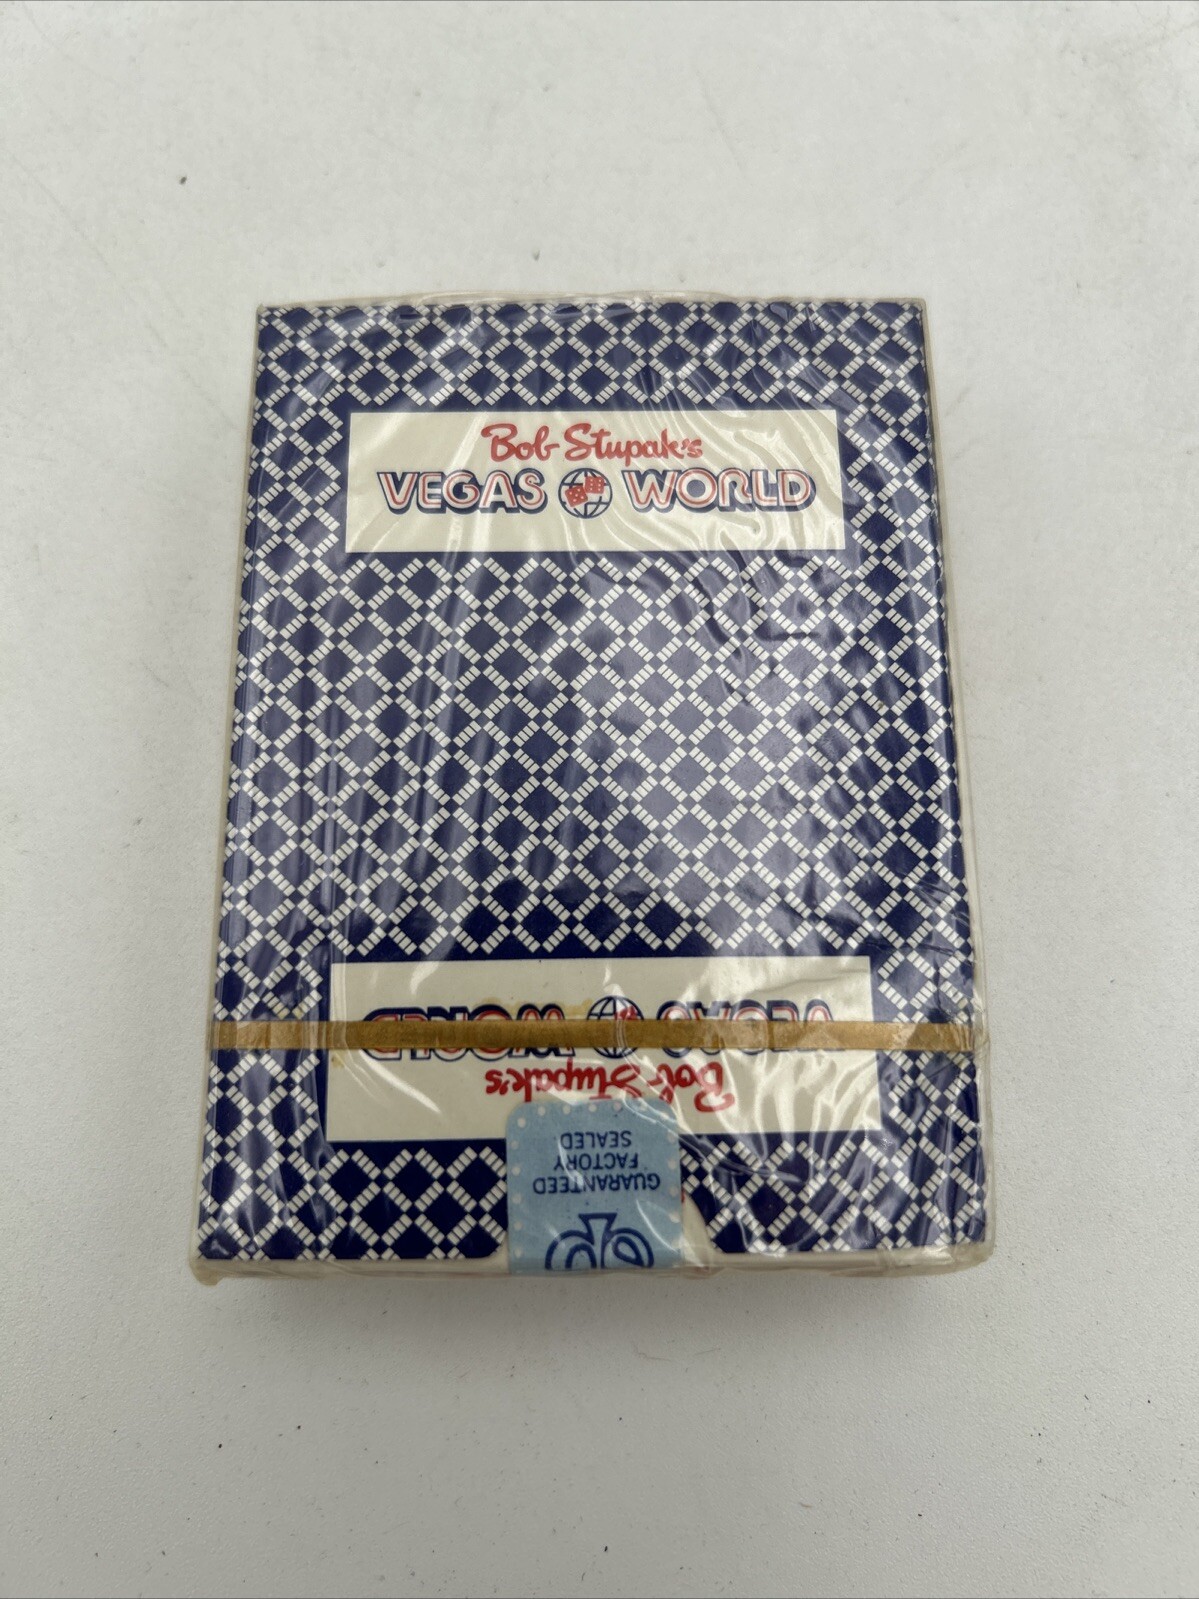 Bob Stupak's
VEGAS WORLD
VEGAS WORLD
Bob Stupak's
GUARANTEED
FACTORY
SEALED